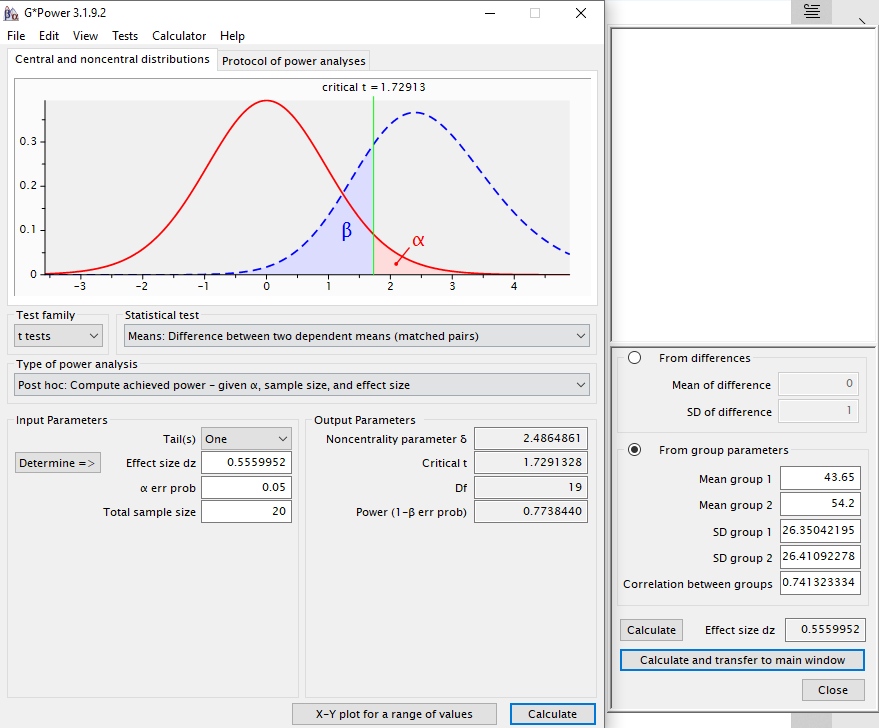 G*Power 3.1.9.2
File Edit View Tests Calculator Help
Central and noncentral distributions Protocol of power analyses
critical t = 1.72913
0.3
0.2
0.1
0
β
α
-3 -2 -1 0 1 2 3 4
Test family Statistical test
t tests Means: Difference between two dependent means (matched pairs)
Type of power analysis
Post hoc: Compute achieved power - given α, sample size, and effect size
Input Parameters
Tail(s) One
Determine => Effect size dz 0.5559952
α err prob 0.05
Total sample size 20
Output Parameters
Noncentrality parameter δ 2.4864861
Critical t 1.7291328
Df 19
Power (1-β err prob) 0.7738440
X-Y plot for a range of values Calculate
From differences
Mean of difference 0
SD of difference 1
From group parameters
Mean group 1 43.65
Mean group 2 54.2
SD group 1 26.35042195
SD group 2 26.41092278
Correlation between groups 0.741323334
Calculate Effect size dz 0.5559952
Calculate and transfer to main window
Close